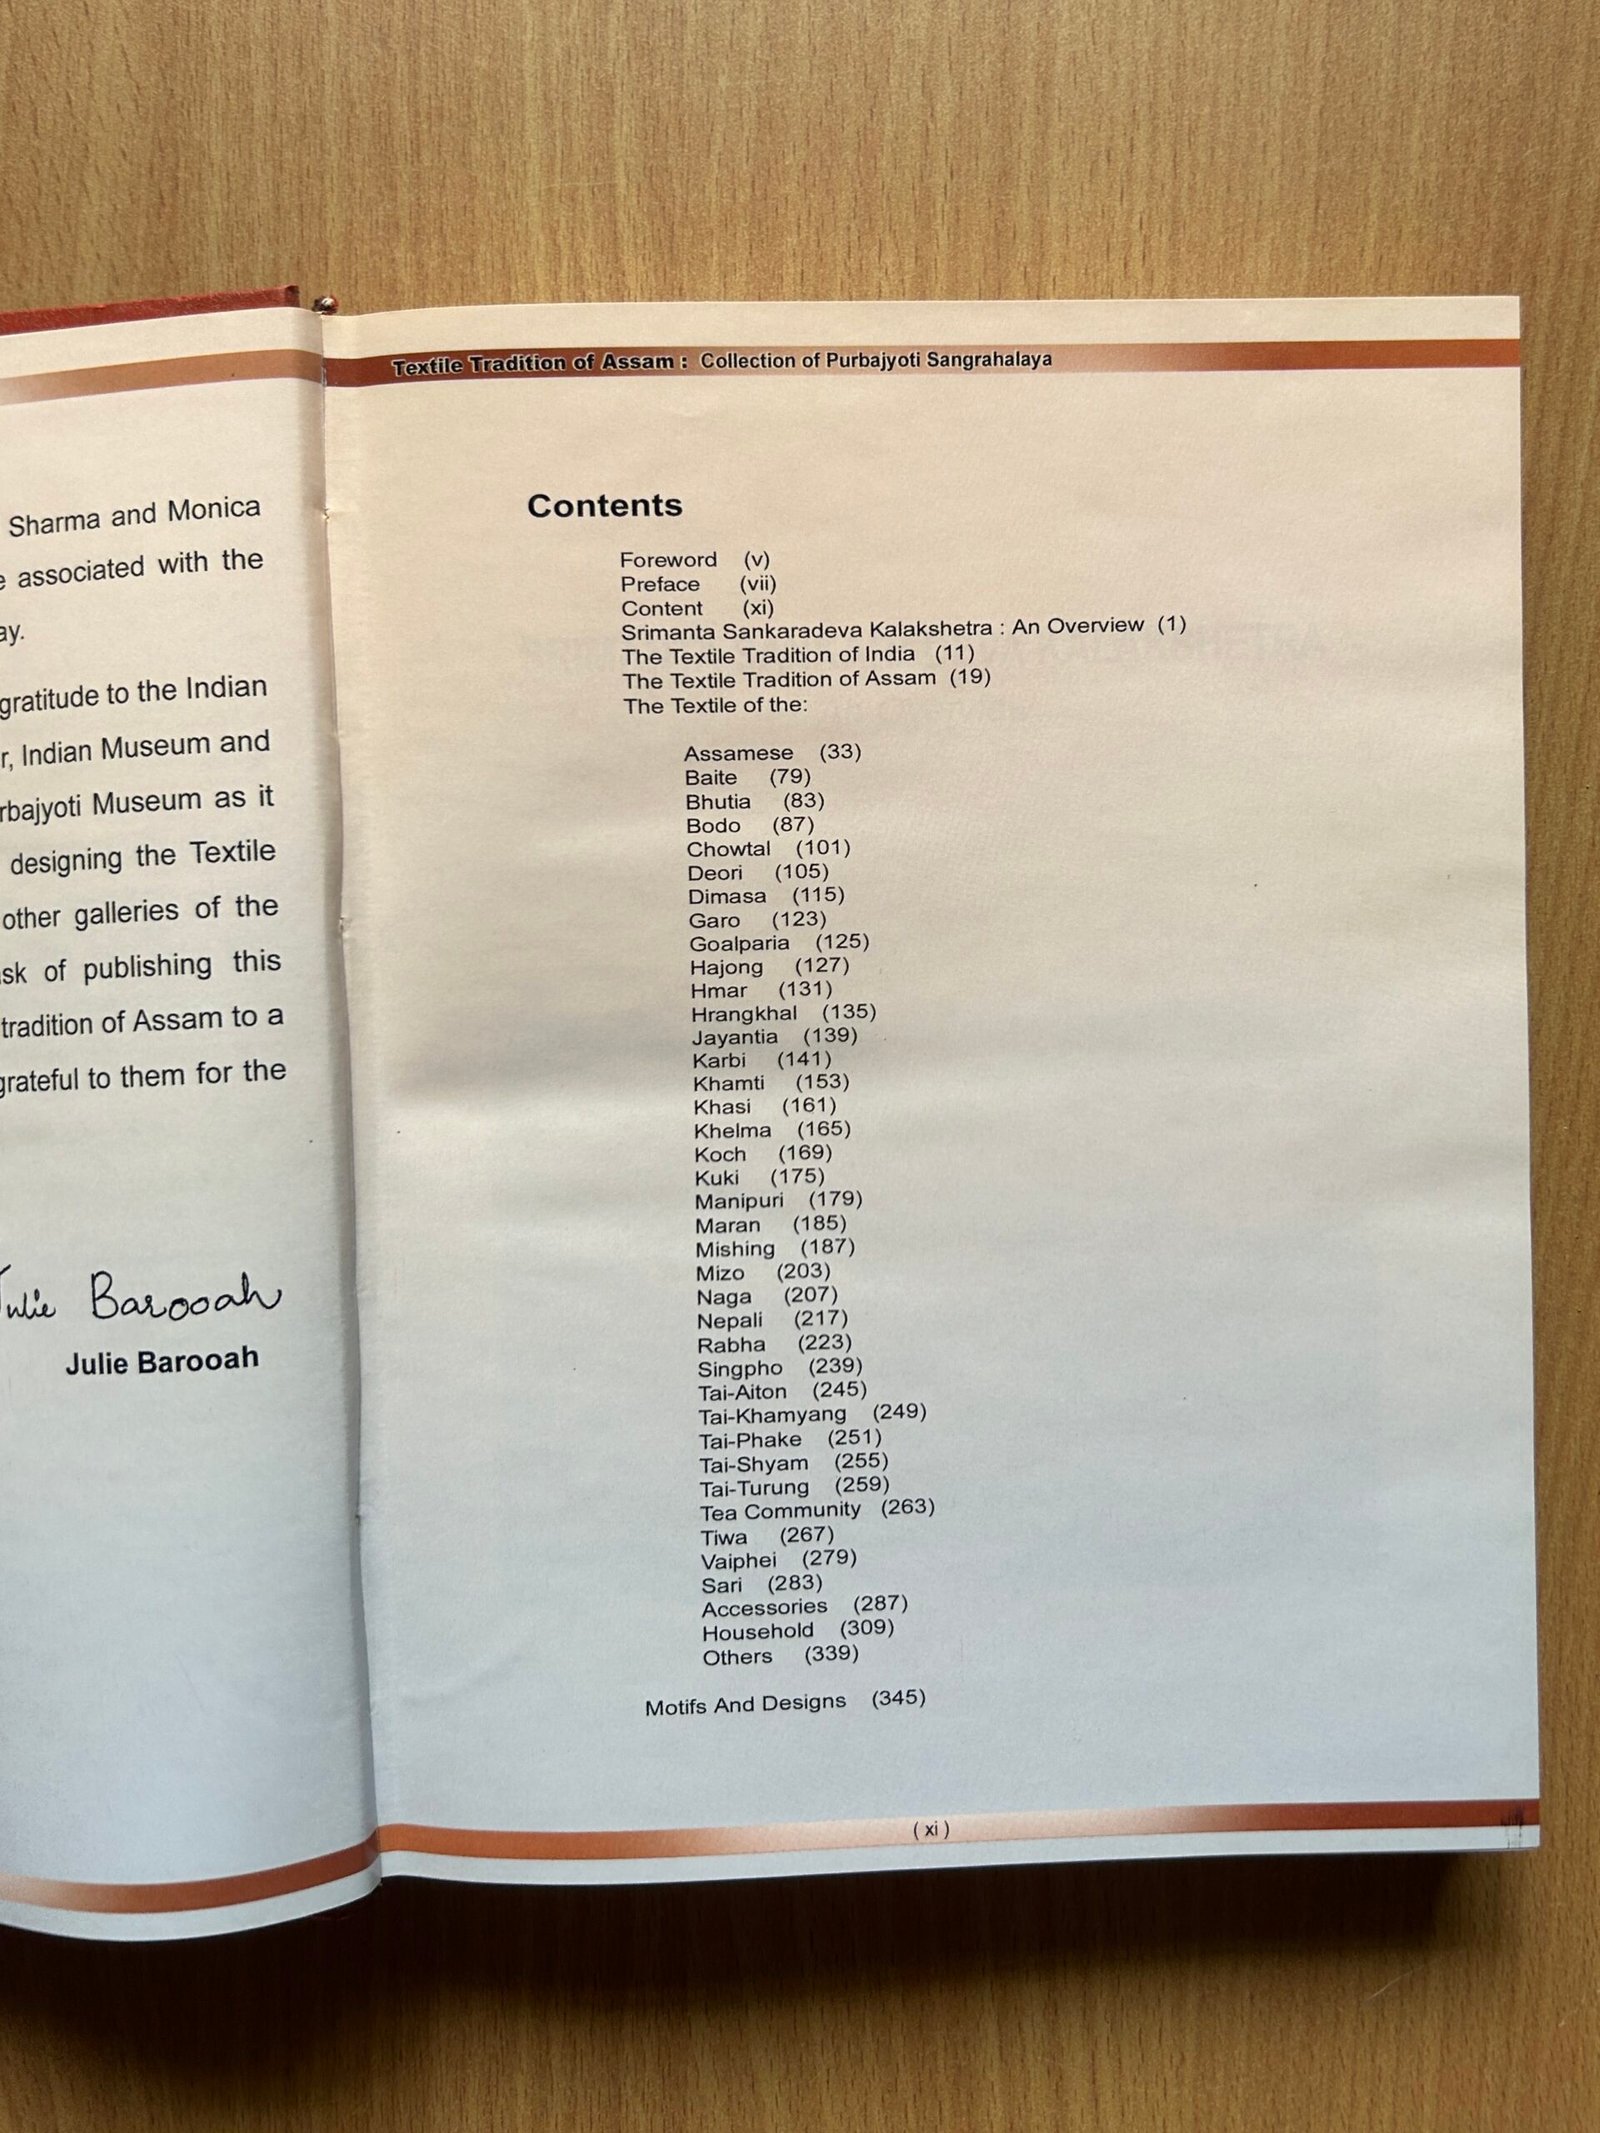 Sharma and Monica
associated with the
gratitude to the Indian
Indian Museum and
Museum as it
designing the Textile
other galleries of the
of publishing this
tradition of Assam to a
grateful to them for the
Julie Barooah
Julie Barooah
Textile Tradition of Assam : Collection of Purbajyoti Sangrahalaya
Contents
Foreword (v)
Preface (vii)
Content (xi)
Srimanta Sankaradeva Kalakshetra : An Overview (1)
The Textile Tradition of India (11)
The Textile Tradition of Assam (19)
The Textile of the:
Assamese (33)
Baite (79)
Bhutia (83)
Bodo (87)
Chowtal (101)
Deori (105)
Dimasa (115)
Garo (123)
Goalparia (125)
Hajong (127)
Hmar (131)
Hrangkhal (135)
Jayantia (139)
Karbi (141)
Khamti (153)
Khasi (161)
Khelma (165)
Koch (169)
Kuki (175)
Manipuri (179)
Maran (185)
Mishing (187)
Mizo (203)
Naga (207)
Nepali (217)
Rabha (223)
Singpho (239)
Tai-Aiton (245)
Tai-Khamyang (249)
Tai-Phake (251)
Tai-Shyam (255)
Tai-Turung (259)
Tea Community (263)
Tiwa (267)
Vaiphei (279)
Sari (283)
Accessories (287)
Household (309)
Others (339)
Motifs And Designs (345)
( xi )